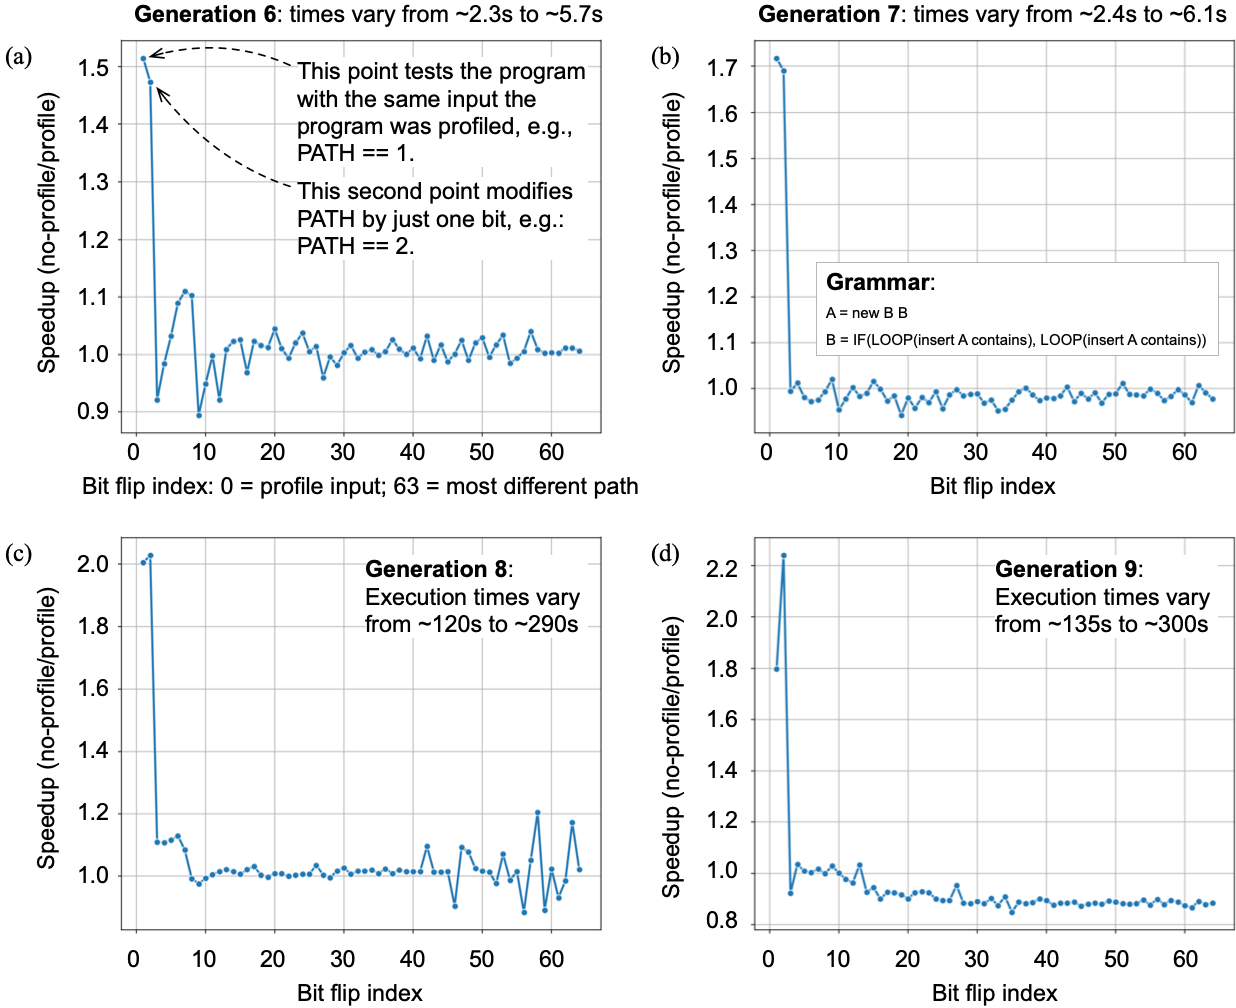 Generation 6: times vary from ~2.3s to ~5.7s
(a)
Speedup (no-profile/profile)
1.5
1.4
1.3
1.2
1.1
1.0
0.9
This point tests the program
with the same input the
program was profiled, e.g.,
PATH == 1.
This second point modifies
PATH by just one bit, e.g.:
PATH == 2.
0 10 20 30 40 50 60
Bit flip index: 0 = profile input; 63 = most different path
Generation 7: times vary from ~2.4s to ~6.1s
(b)
Speedup (no-profile/profile)
1.7
1.6
1.5
1.4
1.3
1.2
1.1
1.0
Grammar:
A = new B B
B = IF(LOOP(insert A contains), LOOP(insert A contains))
0 10 20 30 40 50 60
Bit flip index
(c)
Speedup (no-profile/profile)
2.0
1.8
1.6
1.4
1.2
1.0
Generation 8:
Execution times vary
from ~120s to ~290s
0 10 20 30 40 50 60
Bit flip index
(d)
Speedup (no-profile/profile)
2.2
2.0
1.8
1.6
1.4
1.2
1.0
0.8
Generation 9:
Execution times vary
from ~135s to ~300s
0 10 20 30 40 50 60
Bit flip index